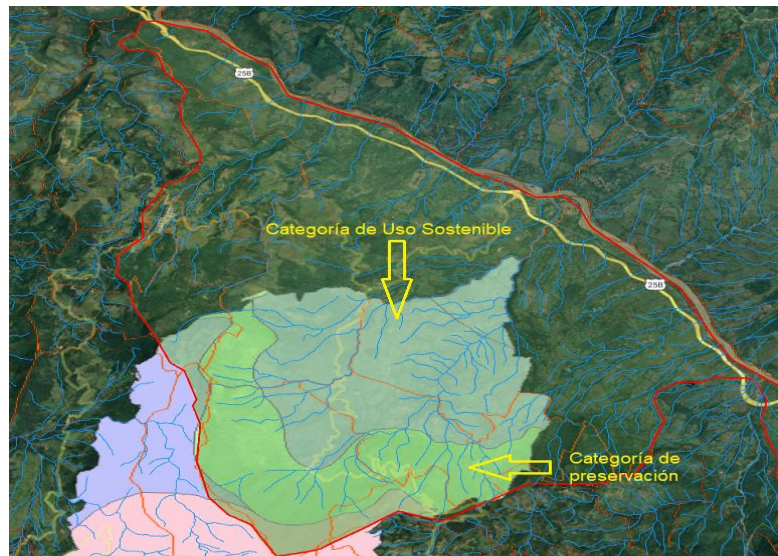 25B
Categoría de Uso Sostenible
25B
Categoría de
preservación